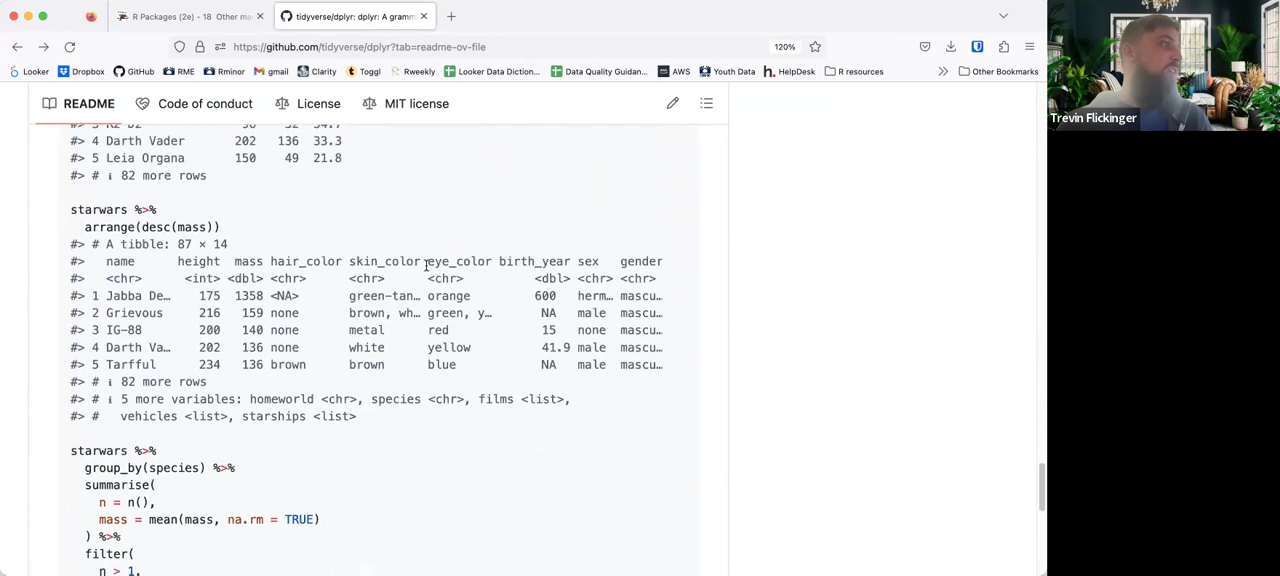 R Packages (2e) - 18 Other ma
tidyverse/dplyr: dplyr: A gramm
https://github.com/tidyverse/dplyr?tab=readme-ov-file
120%
Looker
Dropbox
GitHub
RME
Rminor
gmail
Clarity
Toggl
Rweekly
Looker Data Diction...
Data Quality Guidan...
AWS
Youth Data
HelpDesk
R resources
Other Bookmarks
README
Code of conduct
License
MIT license
#> 3 R2-D2 96 32 34.7
#> 4 Darth Vader 202 136 33.3
#> 5 Leia Organa 150 49 21.8
#> # ℹ 82 more rows
starwars %>%
arrange(desc(mass))
#> # A tibble: 87 × 14
#> name height mass hair_color skin_color eye_color birth_year sex gender
#> <chr> <int> <dbl> <chr> <chr> <chr> <dbl> <chr> <chr>
#> 1 Jabba De… 175 1358 <NA> green-tan… orange 600 herm… mascu…
#> 2 Grievous 216 159 none brown, wh… green, y… NA male mascu…
#> 3 IG-88 200 140 none metal red 15 none mascu…
#> 4 Darth Va… 202 136 none white yellow 41.9 male mascu…
#> 5 Tarfful 234 136 brown brown blue NA male mascu…
#> # ℹ 82 more rows
#> # ℹ 5 more variables: homeworld <chr>, species <chr>, films <list>,
#> # vehicles <list>, starships <list>
starwars %>%
group_by(species) %>%
summarise(
n = n(),
mass = mean(mass, na.rm = TRUE)
) %>%
filter(
n > 1,
Trevin Flickinger